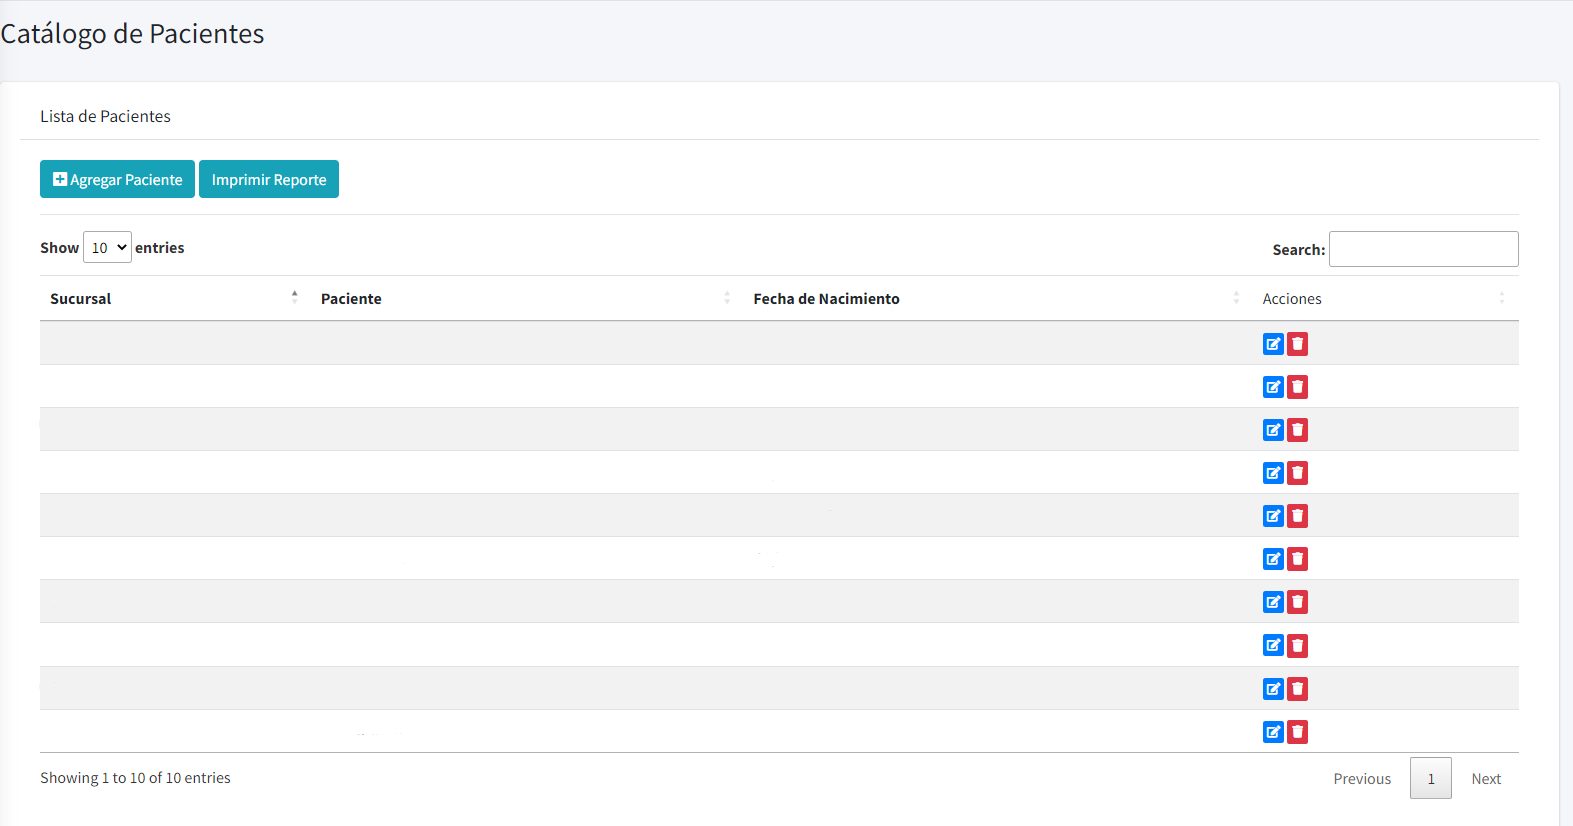 Catálogo de Pacientes
Lista de Pacientes
Agregar Paciente Imprimir Reporte
Show 10 entries Search:
Sucursal Paciente Fecha de Nacimiento Acciones
Showing 1 to 10 of 10 entries Previous 1 Next